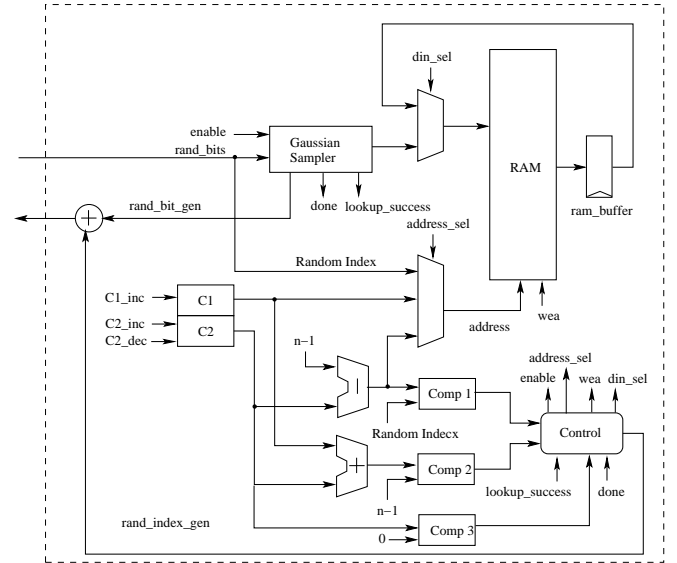 din_sel
enable
rand_bits
Gaussian
Sampler
RAM
ram_buffer
rand_bit_gen
done
lookup_success
+
address_sel
Random Index
C1_inc
C1
C2_inc
C2
C2_dec
address
wea
n−1
−
Comp 1
Random Indecx
+
Comp 2
n−1
Comp 3
0
rand_index_gen
address_sel
enable
wea
din_sel
Control
lookup_success
done